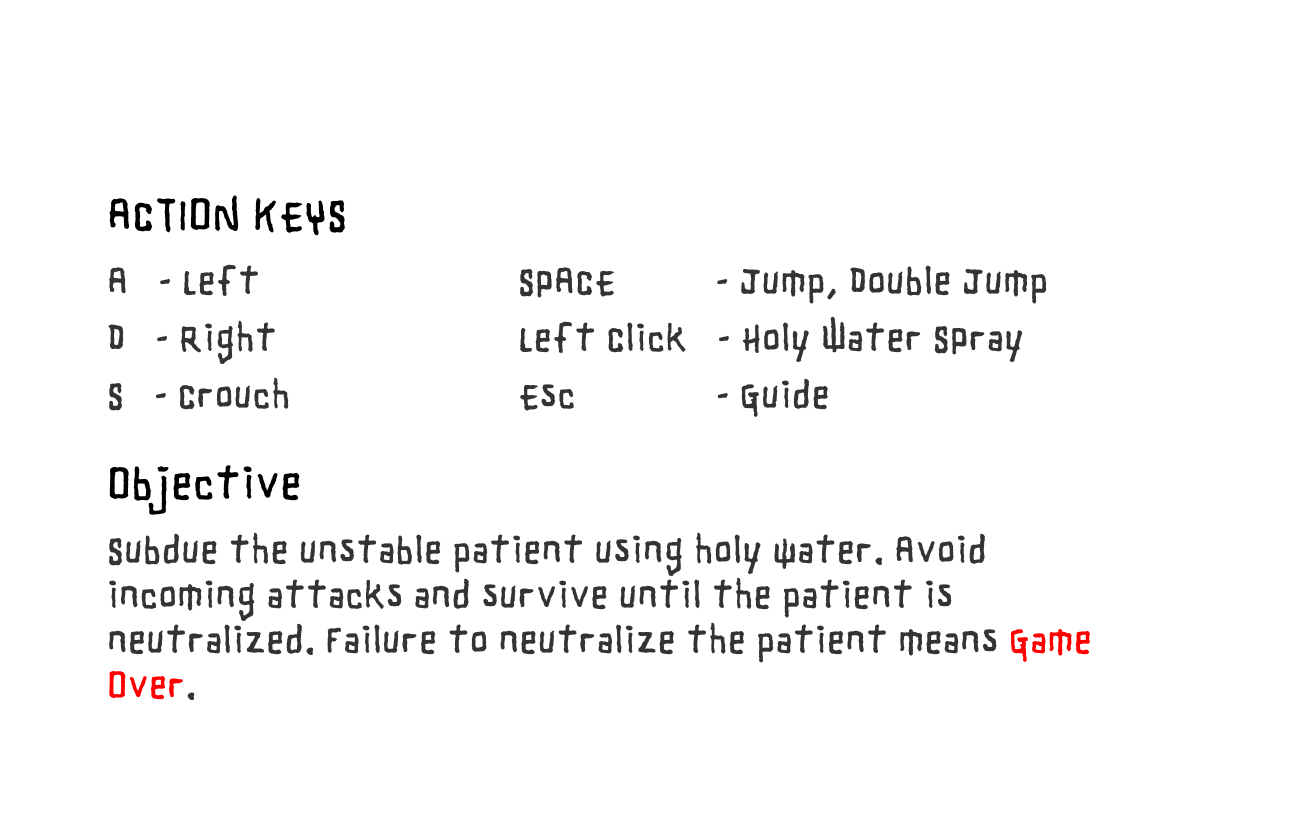 ACTION KEYS
A - Left SPACE - Jump, Double Jump
D - Right Left Click - Holy Water Spray
S - Crouch Esc - Guide
Objective
Subdue the unstable patient using holy water. Avoid
incoming attacks and survive until the patient is
neutralized. Failure to neutralize the patient means Game
Over.